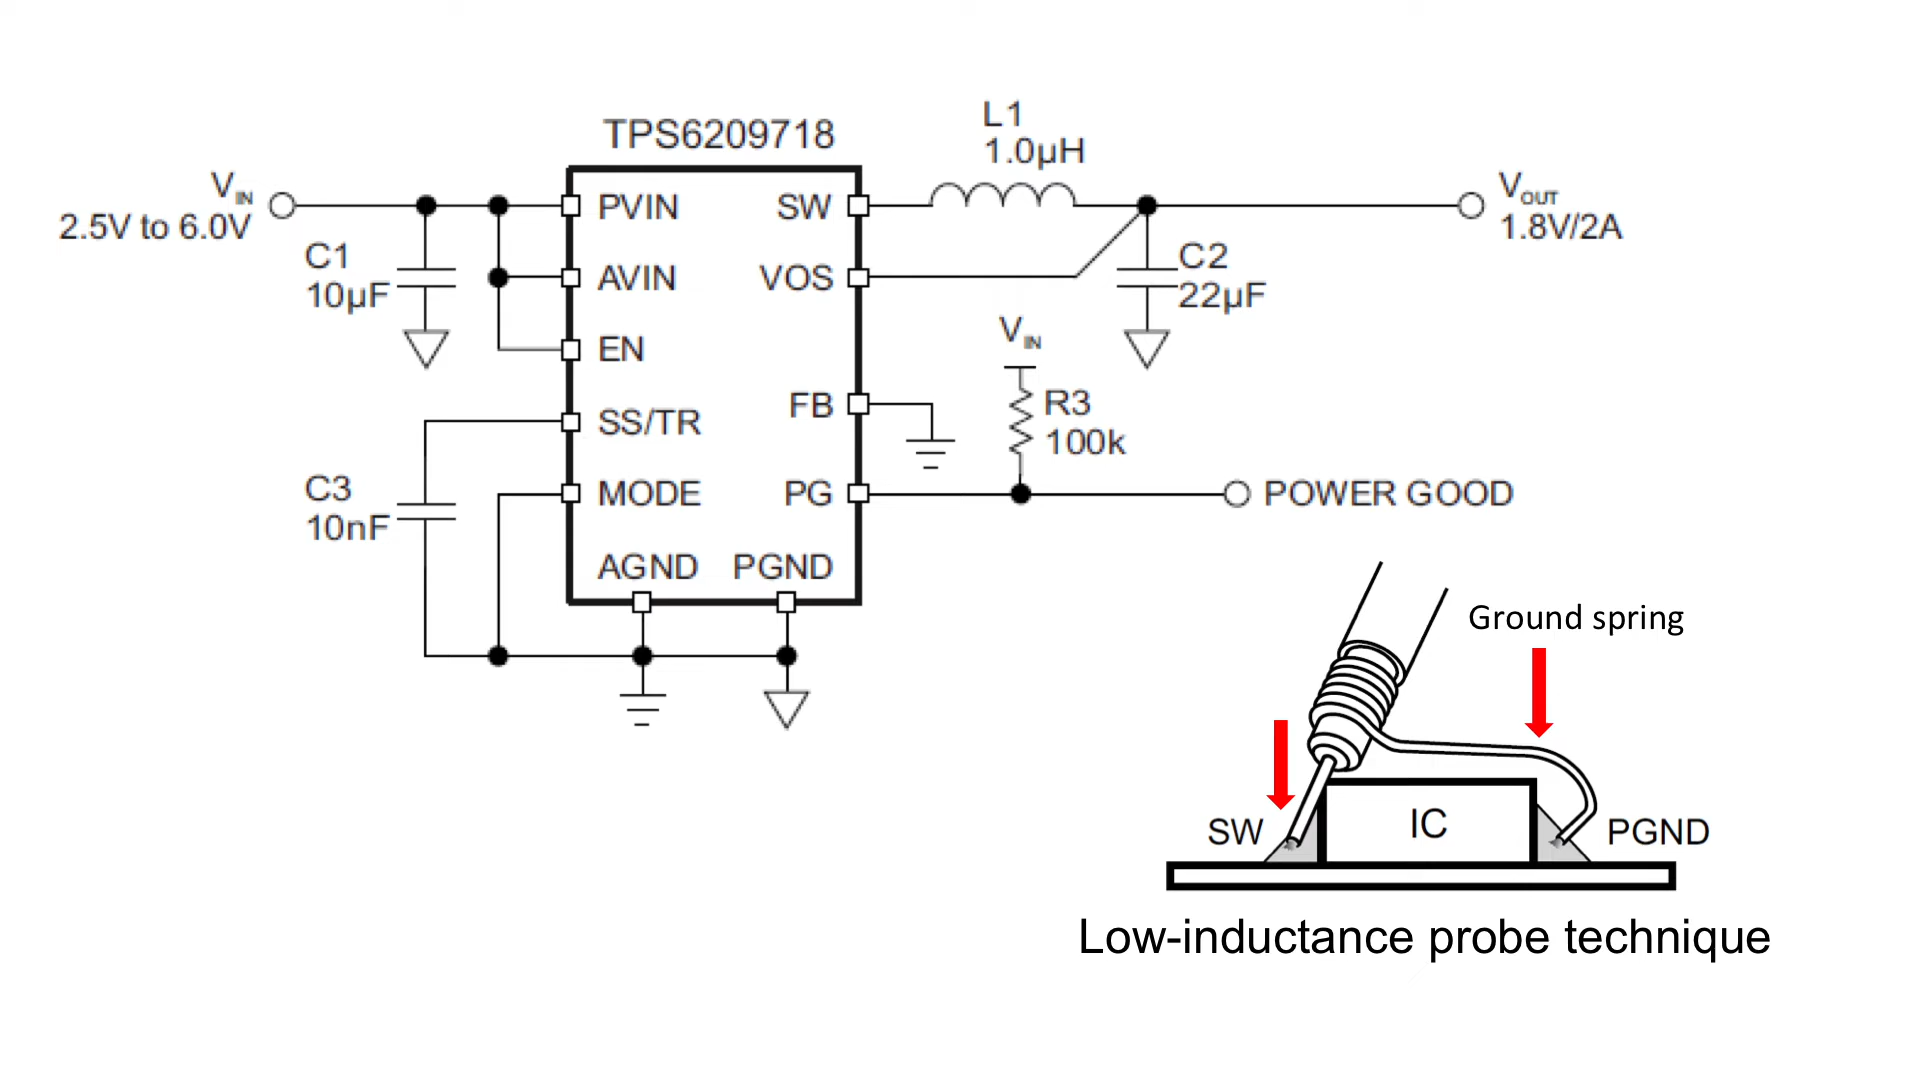 TPS6209718
L1
1.0µH
VIN
2.5V to 6.0V
VOUT
1.8V/2A
PVIN
SW
C1
10µF
AVIN
VOS
C2
22µF
EN
VIN
SS/TR
FB
R3
100k
C3
10nF
MODE
PG
POWER GOOD
AGND
PGND
Ground spring
SW
IC
PGND
Low-inductance probe technique